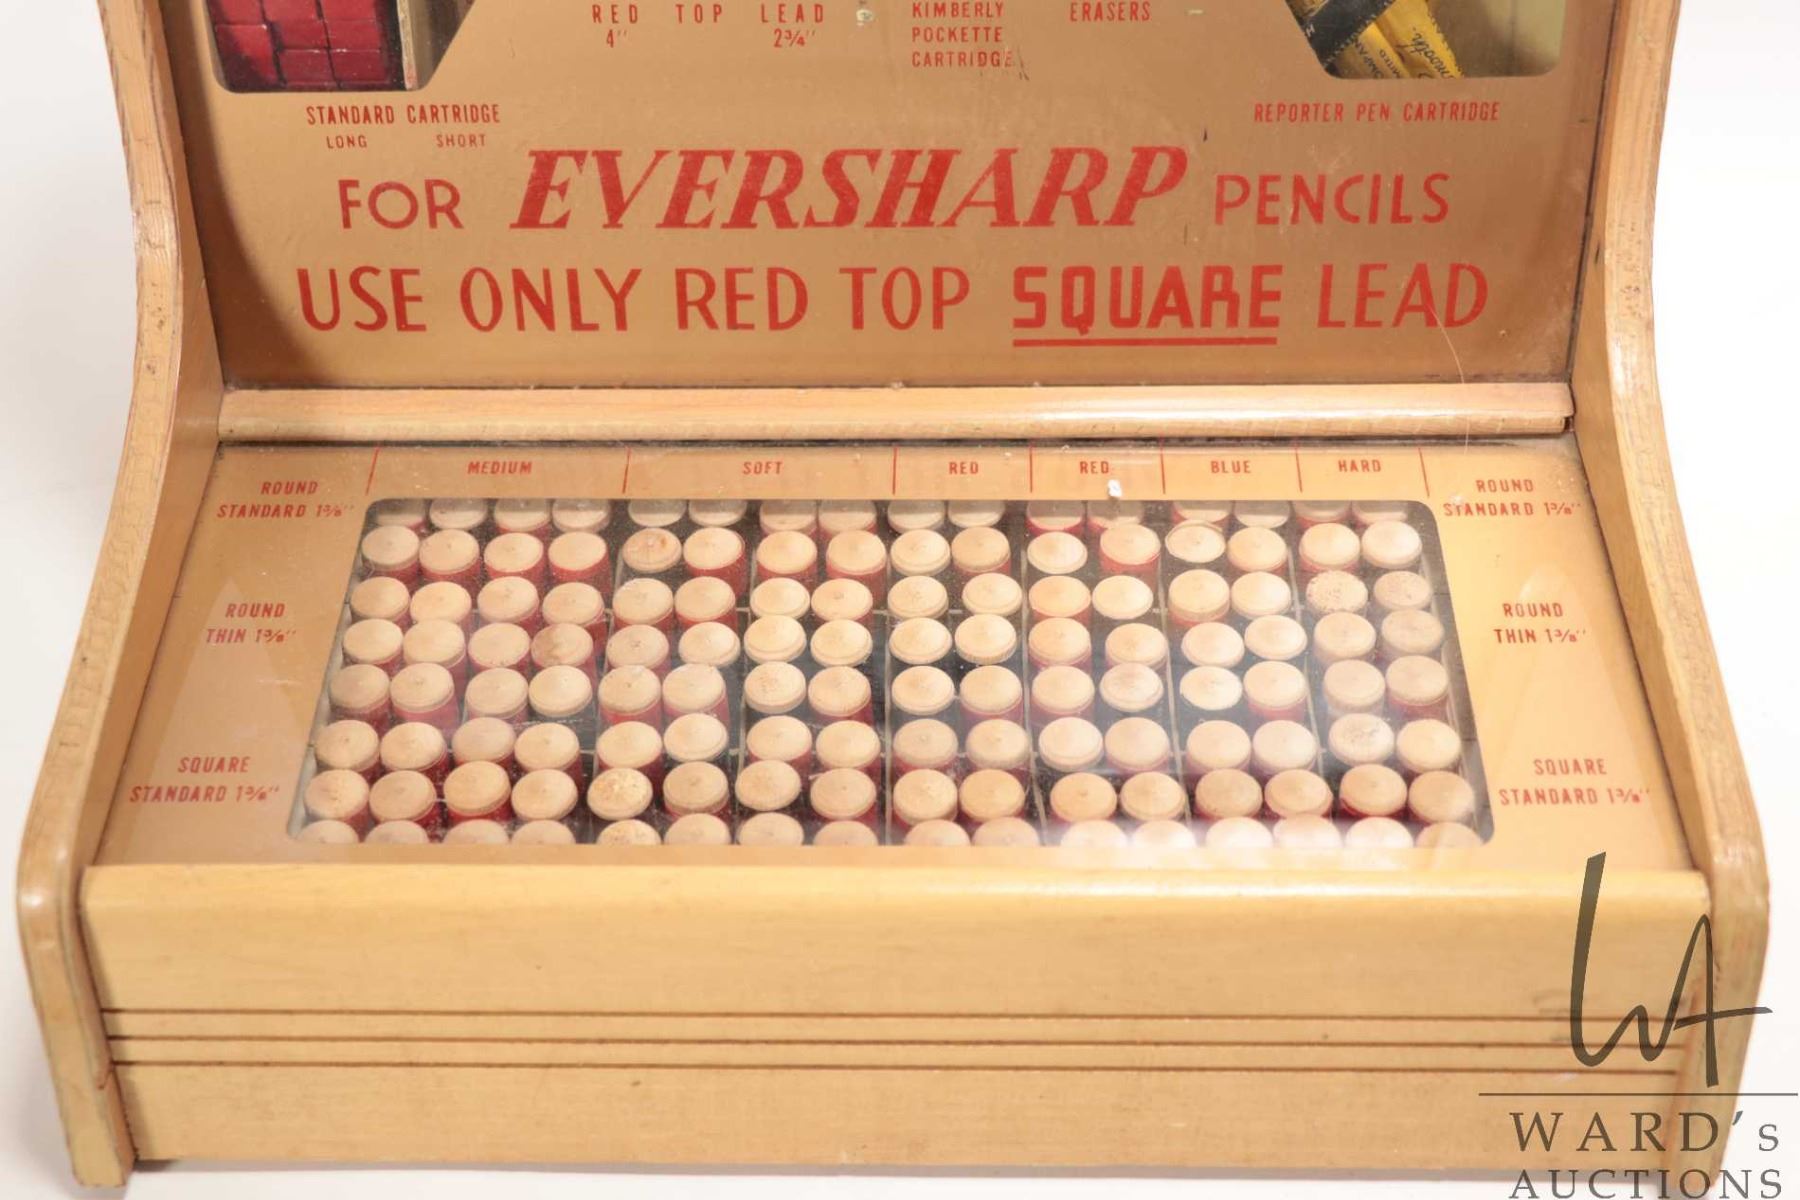 RED TOP LEAD
4" 2¾"
KIMBERLY
POCKETTE
CARTRIDGE
ERASERS
STANDARD CARTRIDGE
LONG SHORT
REPORTER PEN CARTRIDGE
FOR EVERSHARP PENCILS
USE ONLY RED TOP SQUARE LEAD
MEDIUM SOFT RED RED BLUE HARD
ROUND
STANDARD 1⅜"
ROUND
STANDARD 1⅜"
ROUND
THIN 1⅜"
ROUND
THIN 1⅜"
SQUARE
STANDARD 1⅜"
SQUARE
STANDARD 1⅜"
WA
WARD's
AUCTIONS